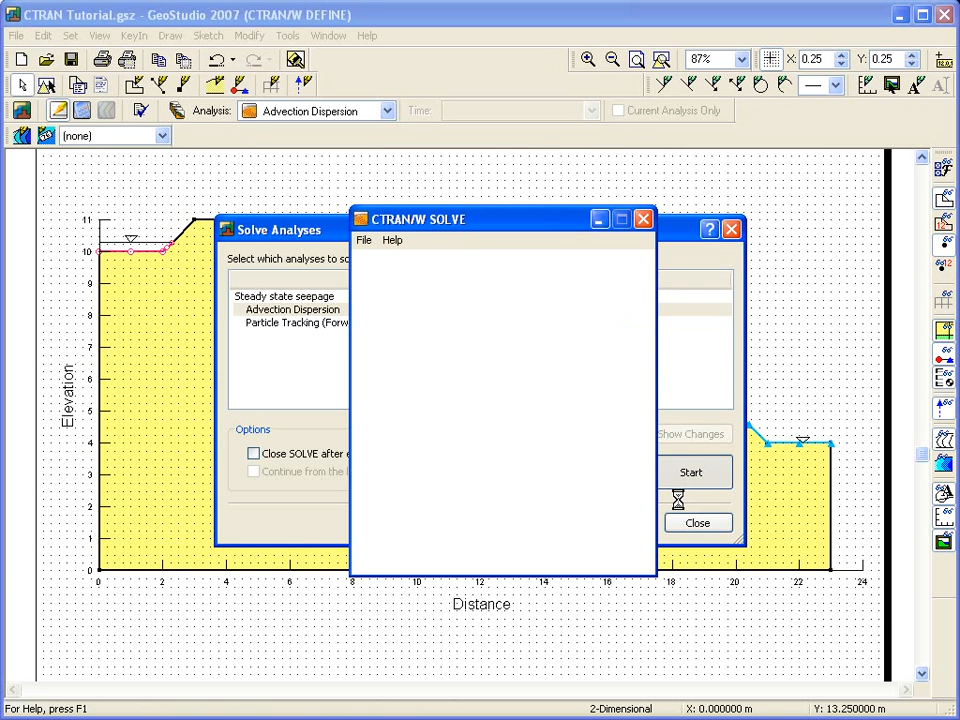 CTRAN Tutorial.gsz - GeoStudio 2007 (CTRAN/W DEFINE)
File Edit Set View KeyIn Draw Sketch Modify Tools Window Help
87% X: 0.25 Y: 0.25
Analysis: Advection Dispersion Time: Current Analysis Only
(none)
CTRAN/W SOLVE
File Help
Solve Analyses
Select which analyses to so
Steady state seepage
Advection Dispersion
Particle Tracking (Forw
Options
Close SOLVE after e
Continue from the l
Show Changes
Start
Close
11
10
9
8
7
6
5
4
3
2
1
0
Elevation
0 2 4 6 8 10 12 14 16 18 20 22 24
Distance
For Help, press F1 2-Dimensional X: 0.000000 m Y: 13.250000 m